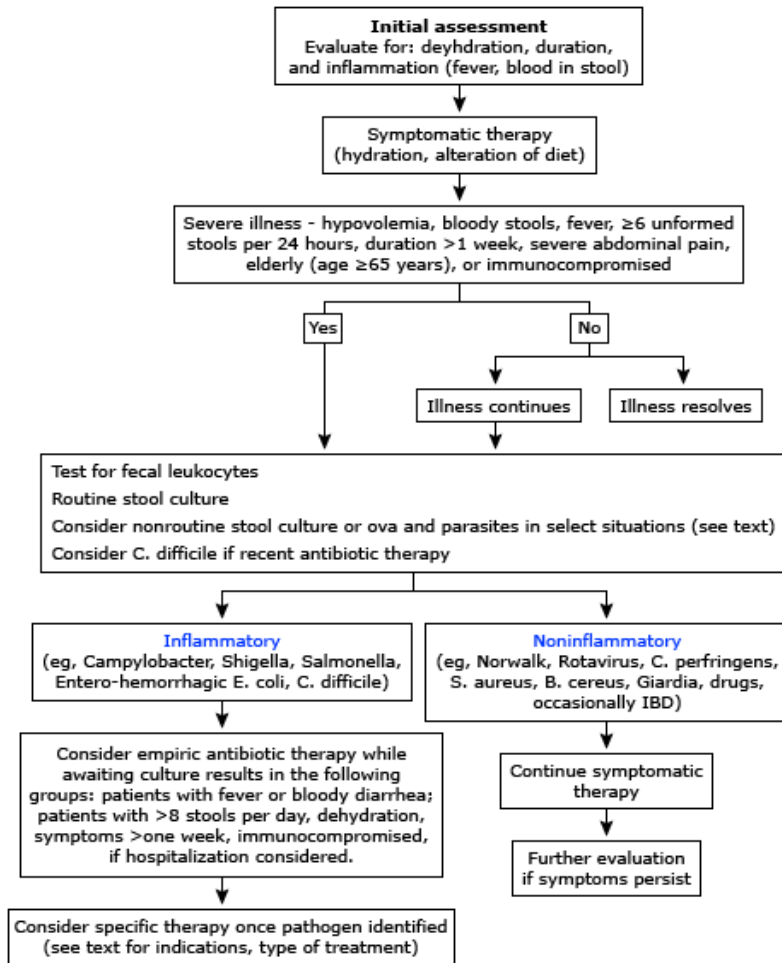 Initial assessment
Evaluate for: deyhdration, duration,
and inflammation (fever, blood in stool)
Symptomatic therapy
(hydration, alteration of diet)
Severe illness - hypovolemia, bloody stools, fever, ≥6 unformed
stools per 24 hours, duration >1 week, severe abdominal pain,
elderly (age ≥65 years), or immunocompromised
Yes
No
Illness continues
Illness resolves
Test for fecal leukocytes
Routine stool culture
Consider nonroutine stool culture or ova and parasites in select situations (see text)
Consider C. difficile if recent antibiotic therapy
Inflammatory
(eg, Campylobacter, Shigella, Salmonella,
Entero-hemorrhagic E. coli, C. difficile)
Noninflammatory
(eg, Norwalk, Rotavirus, C. perfringens,
S. aureus, B. cereus, Giardia, drugs,
occasionally IBD)
Consider empiric antibiotic therapy while
awaiting culture results in the following
groups: patients with fever or bloody diarrhea;
patients with >8 stools per day, dehydration,
symptoms >one week, immunocompromised,
if hospitalization considered.
Continue symptomatic
therapy
Further evaluation
if symptoms persist
Consider specific therapy once pathogen identified
(see text for indications, type of treatment)